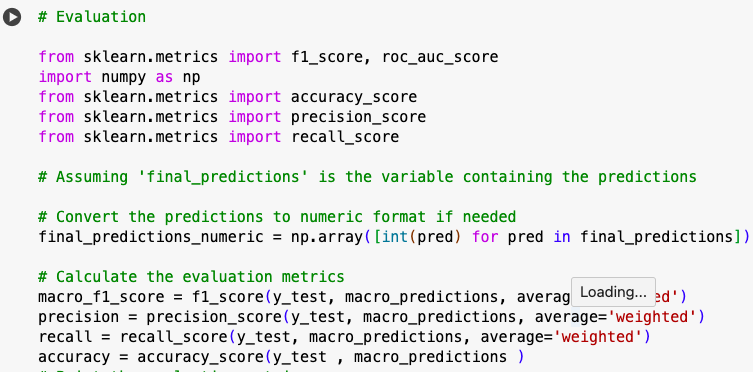 # Evaluation
from sklearn.metrics import f1_score, roc_auc_score
import numpy as np
from sklearn.metrics import accuracy_score
from sklearn.metrics import precision_score
from sklearn.metrics import recall_score
# Assuming 'final_predictions' is the variable containing the predictions
# Convert the predictions to numeric format if needed
final_predictions_numeric = np.array([int(pred) for pred in final_predictions])
# Calculate the evaluation metrics
Loading...
macro_f1_score = f1_score(y_test, macro_predictions, averag ed')
precision = precision_score(y_test, macro_predictions, average='weighted')
recall = recall_score(y_test, macro_predictions, average='weighted')
accuracy = accuracy_score(y_test , macro_predictions )